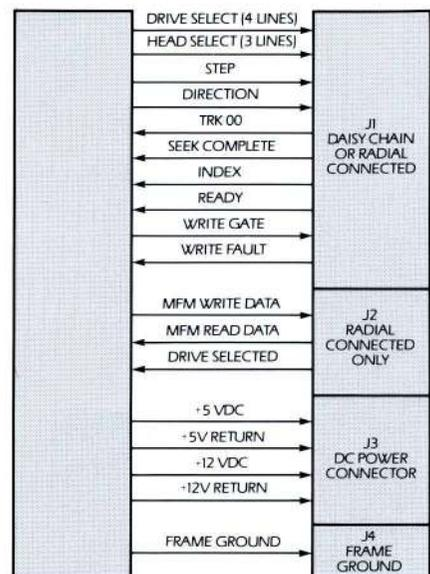 DRIVE SELECT (4 LINES)
HEAD SELECT (3 LINES)
STEP
DIRECTION
TRK 00
SEEK COMPLETE
INDEX
READY
WRITE GATE
WRITE FAULT
J1
DAISY CHAIN
OR RADIAL
CONNECTED
MFM WRITE DATA
MFM READ DATA
DRIVE SELECTED
J2
RADIAL
CONNECTED
ONLY
+5 VDC
+5V RETURN
+12 VDC
+12V RETURN
J3
DC POWER
CONNECTOR
FRAME GROUND
J4
FRAME
GROUND